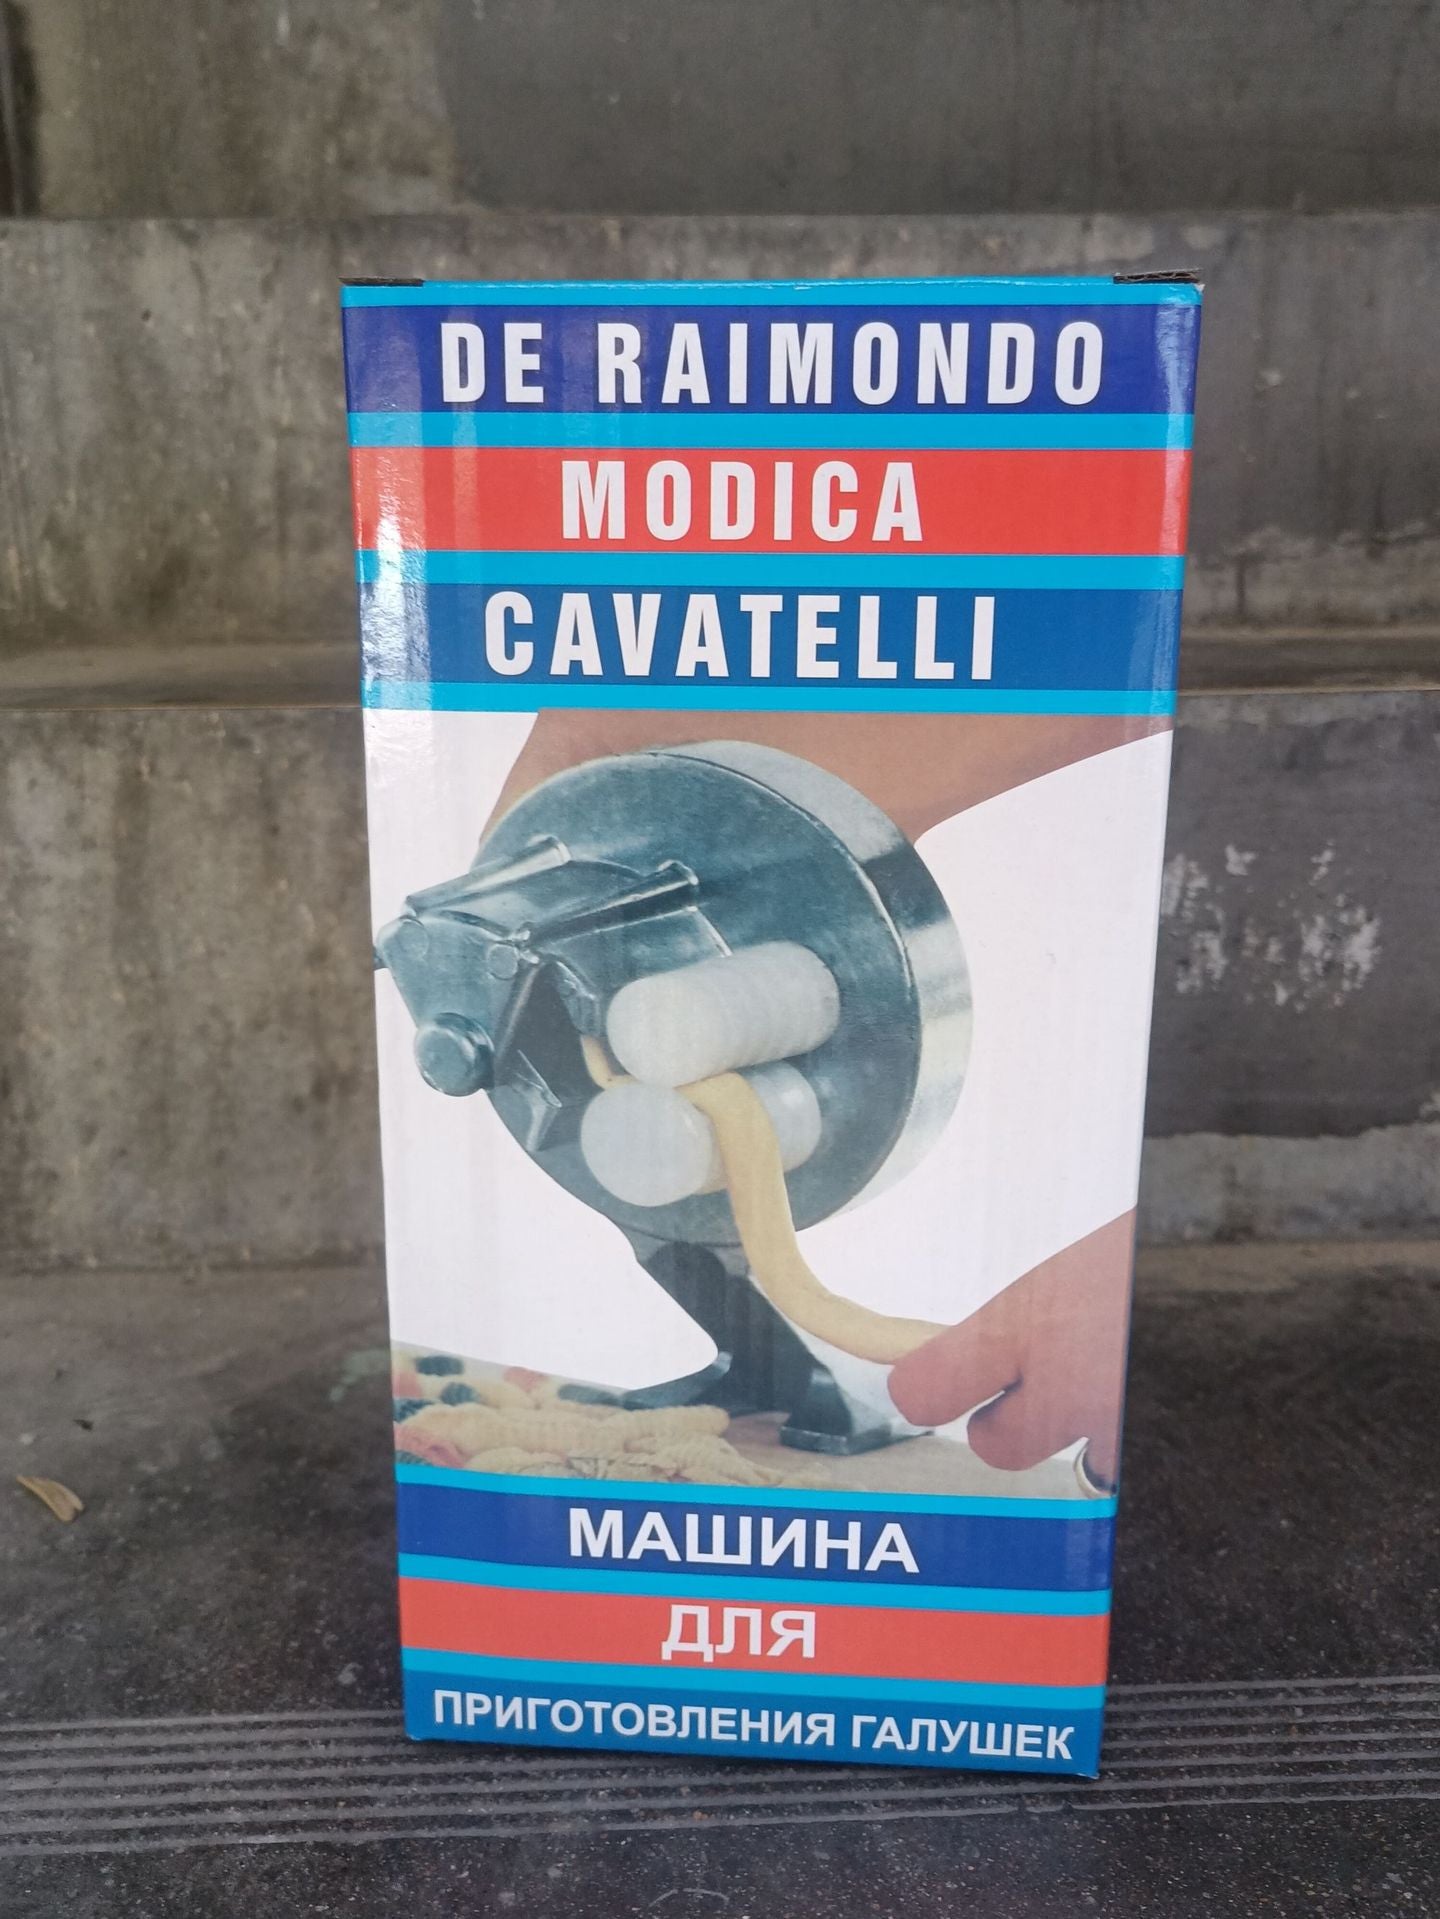 DE RAIMONDO
MODICA
CAVATELLI
МАШИНА
ДЛЯ
ПРИГОТОВЛЕНИЯ ГАЛУШЕК